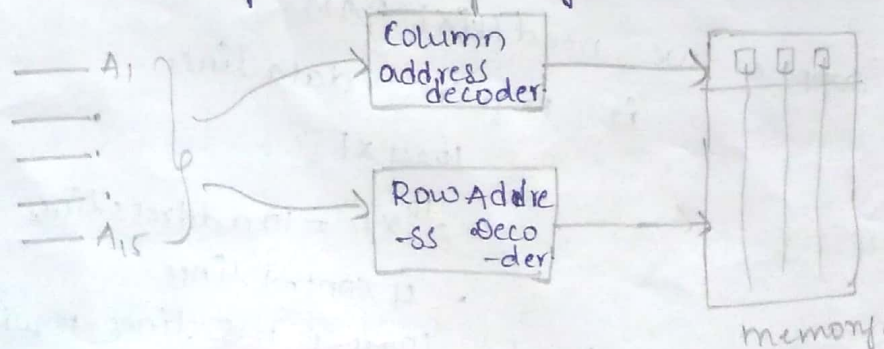 A1
A15
Column
address
decoder
Row Addre
-ss Deco
-der
memory